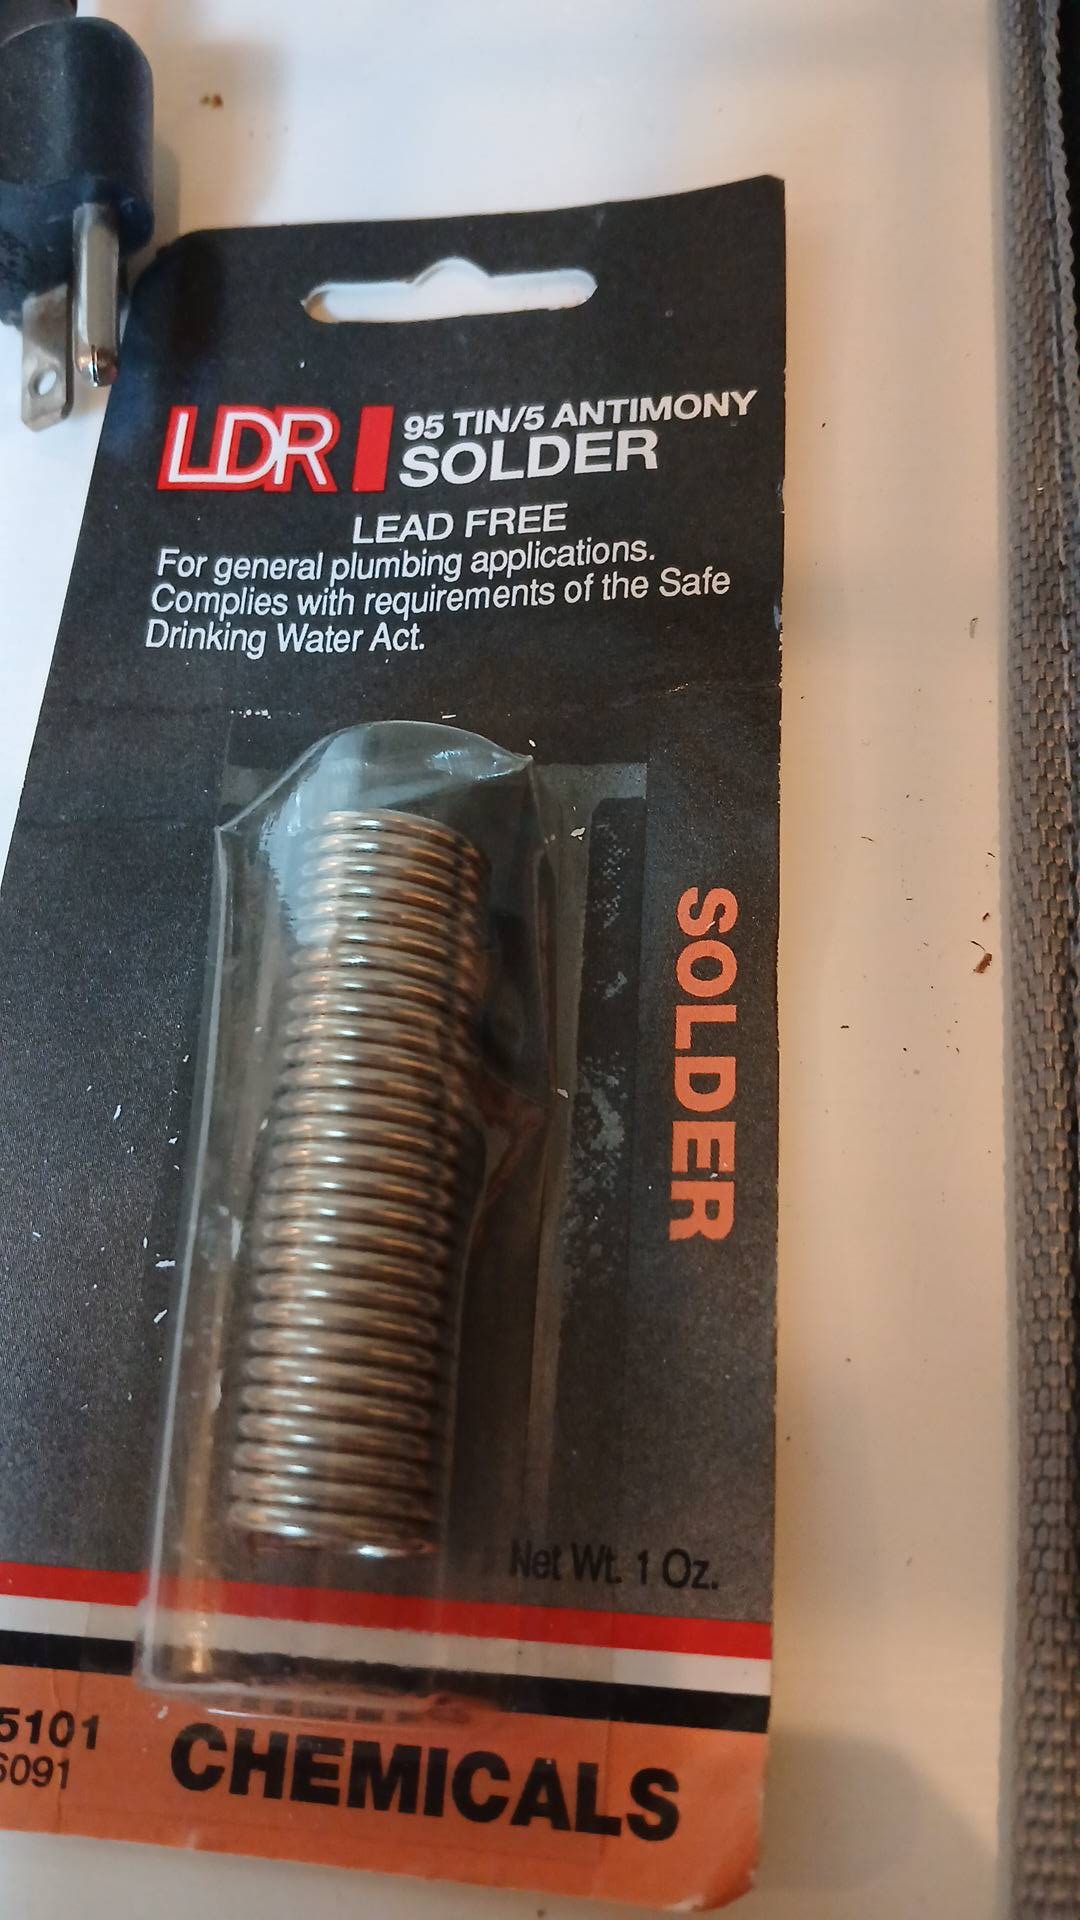 LDR
95 TIN/5 ANTIMONY
SOLDER
LEAD FREE
For general plumbing applications.
Complies with requirements of the Safe
Drinking Water Act.
SOLDER
Net Wt. 1 Oz.
5101
6091
CHEMICALS